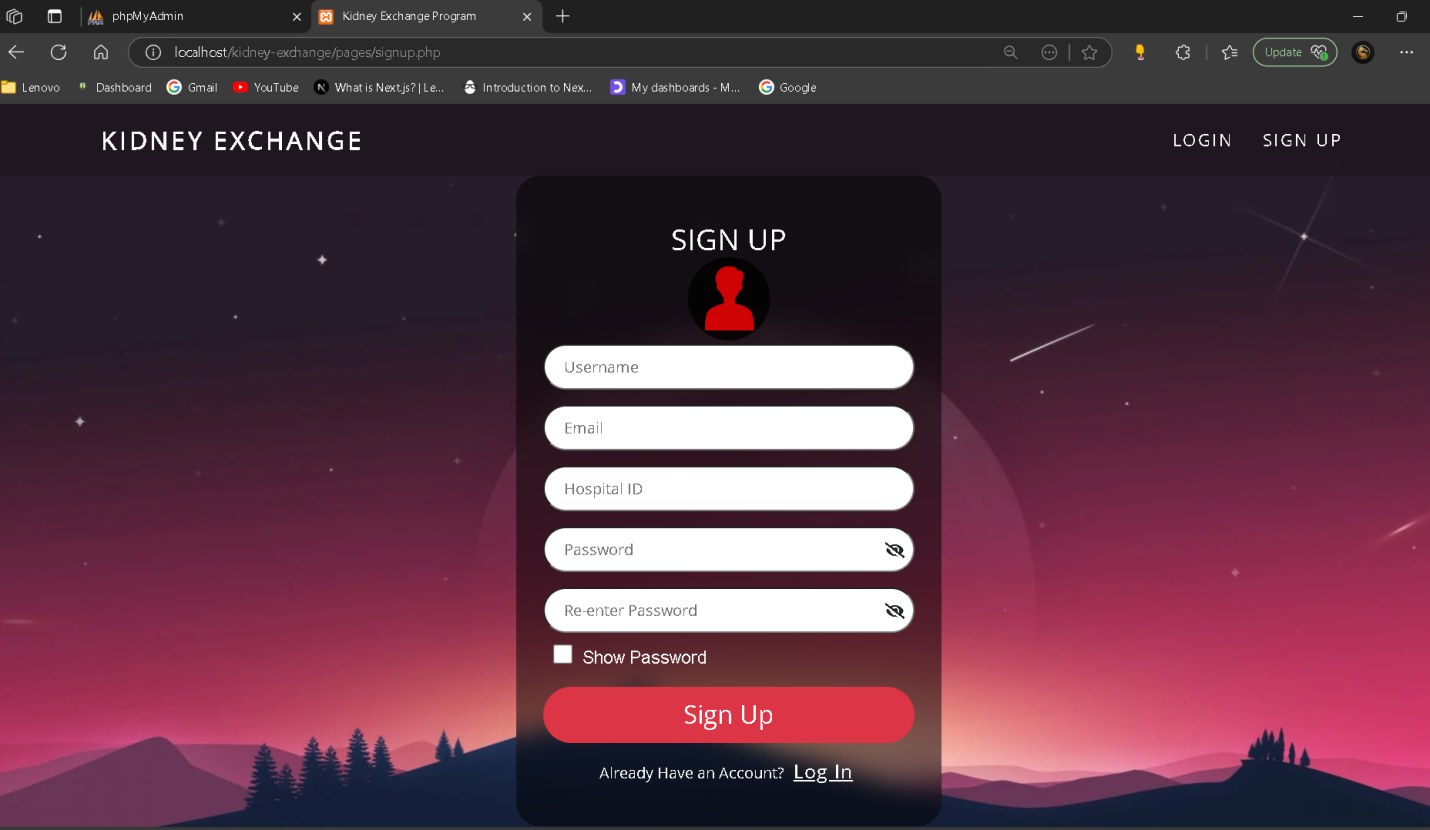 phpMyAdmin
Kidney Exchange Program
localhost/kidney-exchange/pages/signup.php
Update
Lenovo
Dashboard
Gmail
YouTube
What is Next.js? | Le...
Introduction to Nex...
My dashboards - M...
Google
KIDNEY EXCHANGE
LOGIN
SIGN UP
SIGN UP
Username
Email
Hospital ID
Password
Re-enter Password
Show Password
Sign Up
Already Have an Account? Log In